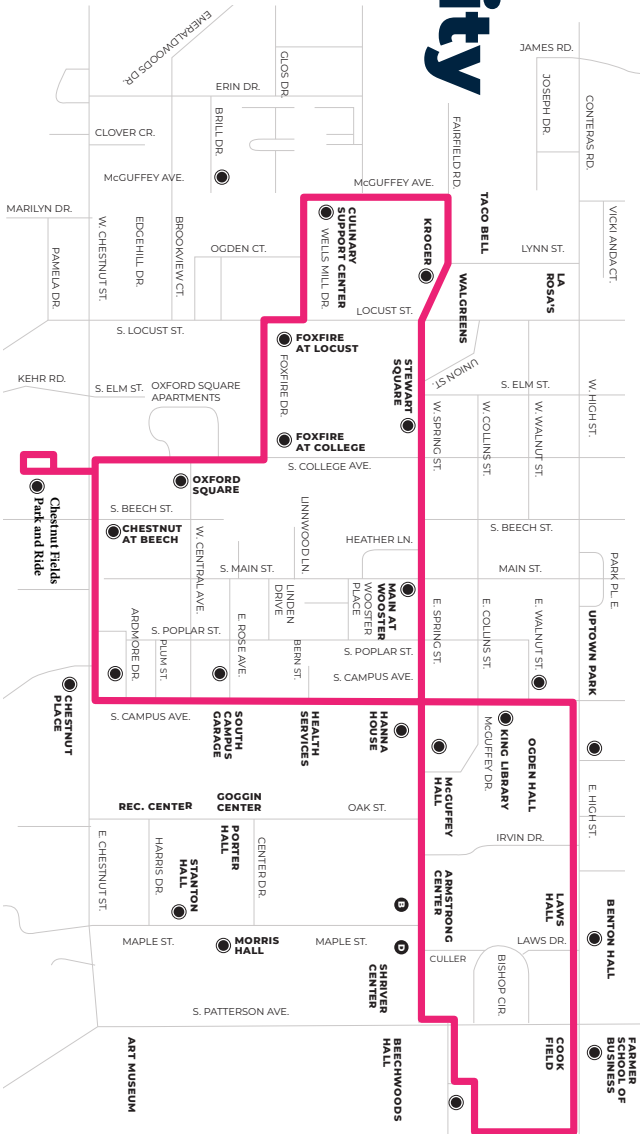 ity
EMERALDWOODS DR.
JAMES RD.
GLOS DR.
ERIN DR.
JOSEPH DR.
CONTERAS RD.
BRILL DR.
CLOVER CR.
FAIRFIELD RD.
McGUFFEY AVE.
McGUFFEY AVE.
MARILYN DR.
TACO BELL
VICKI ANDA CT.
CULINARY
SUPPORT CENTER
WELLS MILL DR.
KROGER
W. CHESTNUT ST.
EDGEHILL DR.
BROOKVIEW CT.
PAMELA DR.
OGDEN CT.
LYNN ST.
LA
ROSA'S
WALGREENS
LOCUST ST.
S. LOCUST ST.
FOXFIRE
AT LOCUST
FOXFIRE DR.
STEWART
SQUARE
UNION ST.
KEHR RD.
S. ELM ST.
OXFORD SQUARE
APARTMENTS
S. ELM ST.
W. HIGH ST.
W. SPRING ST.
W. COLLINS ST.
W. WALNUT ST.
FOXFIRE
AT COLLEGE
S. COLLEGE AVE.
OXFORD
SQUARE
Chestnut Fields
Park and Ride
S. BEECH ST.
CHESTNUT
AT BEECH
W. CENTRAL AVE.
LINNWOOD LN.
HEATHER LN.
S. BEECH ST.
S. MAIN ST.
MAIN ST.
PARK PL. E.
MAIN AT
WOOSTER
WOOSTER
PLACE
LINDEN
DRIVE
ARDMORE DR.
E. ROSE AVE.
E. SPRING ST.
E. COLLINS ST.
E. WALNUT ST.
UPTOWN PARK
S. POPLAR ST.
PLUM ST.
BERN ST.
S. POPLAR ST.
S. CAMPUS AVE.
CHESTNUT
PLACE
S. CAMPUS AVE.
SOUTH
CAMPUS
GARAGE
HEALTH
SERVICES
HANNA
HOUSE
McGUFFEY DR.
KING LIBRARY
OGDEN HALL
McGUFFEY
HALL
REC. CENTER
GOGGIN
CENTER
OAK ST.
E. HIGH ST.
E. CHESTNUT ST.
HARRIS DR.
PORTER
HALL
CENTER DR.
IRVIN DR.
STANTON
HALL
ARMSTRONG
CENTER
LAWS
HALL
BENTON HALL
B
MAPLE ST.
MORRIS
HALL
MAPLE ST.
D
LAWS DR.
CULLER
BISHOP CIR.
SHRIVER
CENTER
S. PATTERSON AVE.
ART MUSEUM
BEECHWOODS
HALL
COOK
FIELD
FARMER
SCHOOL OF
BUSINESS